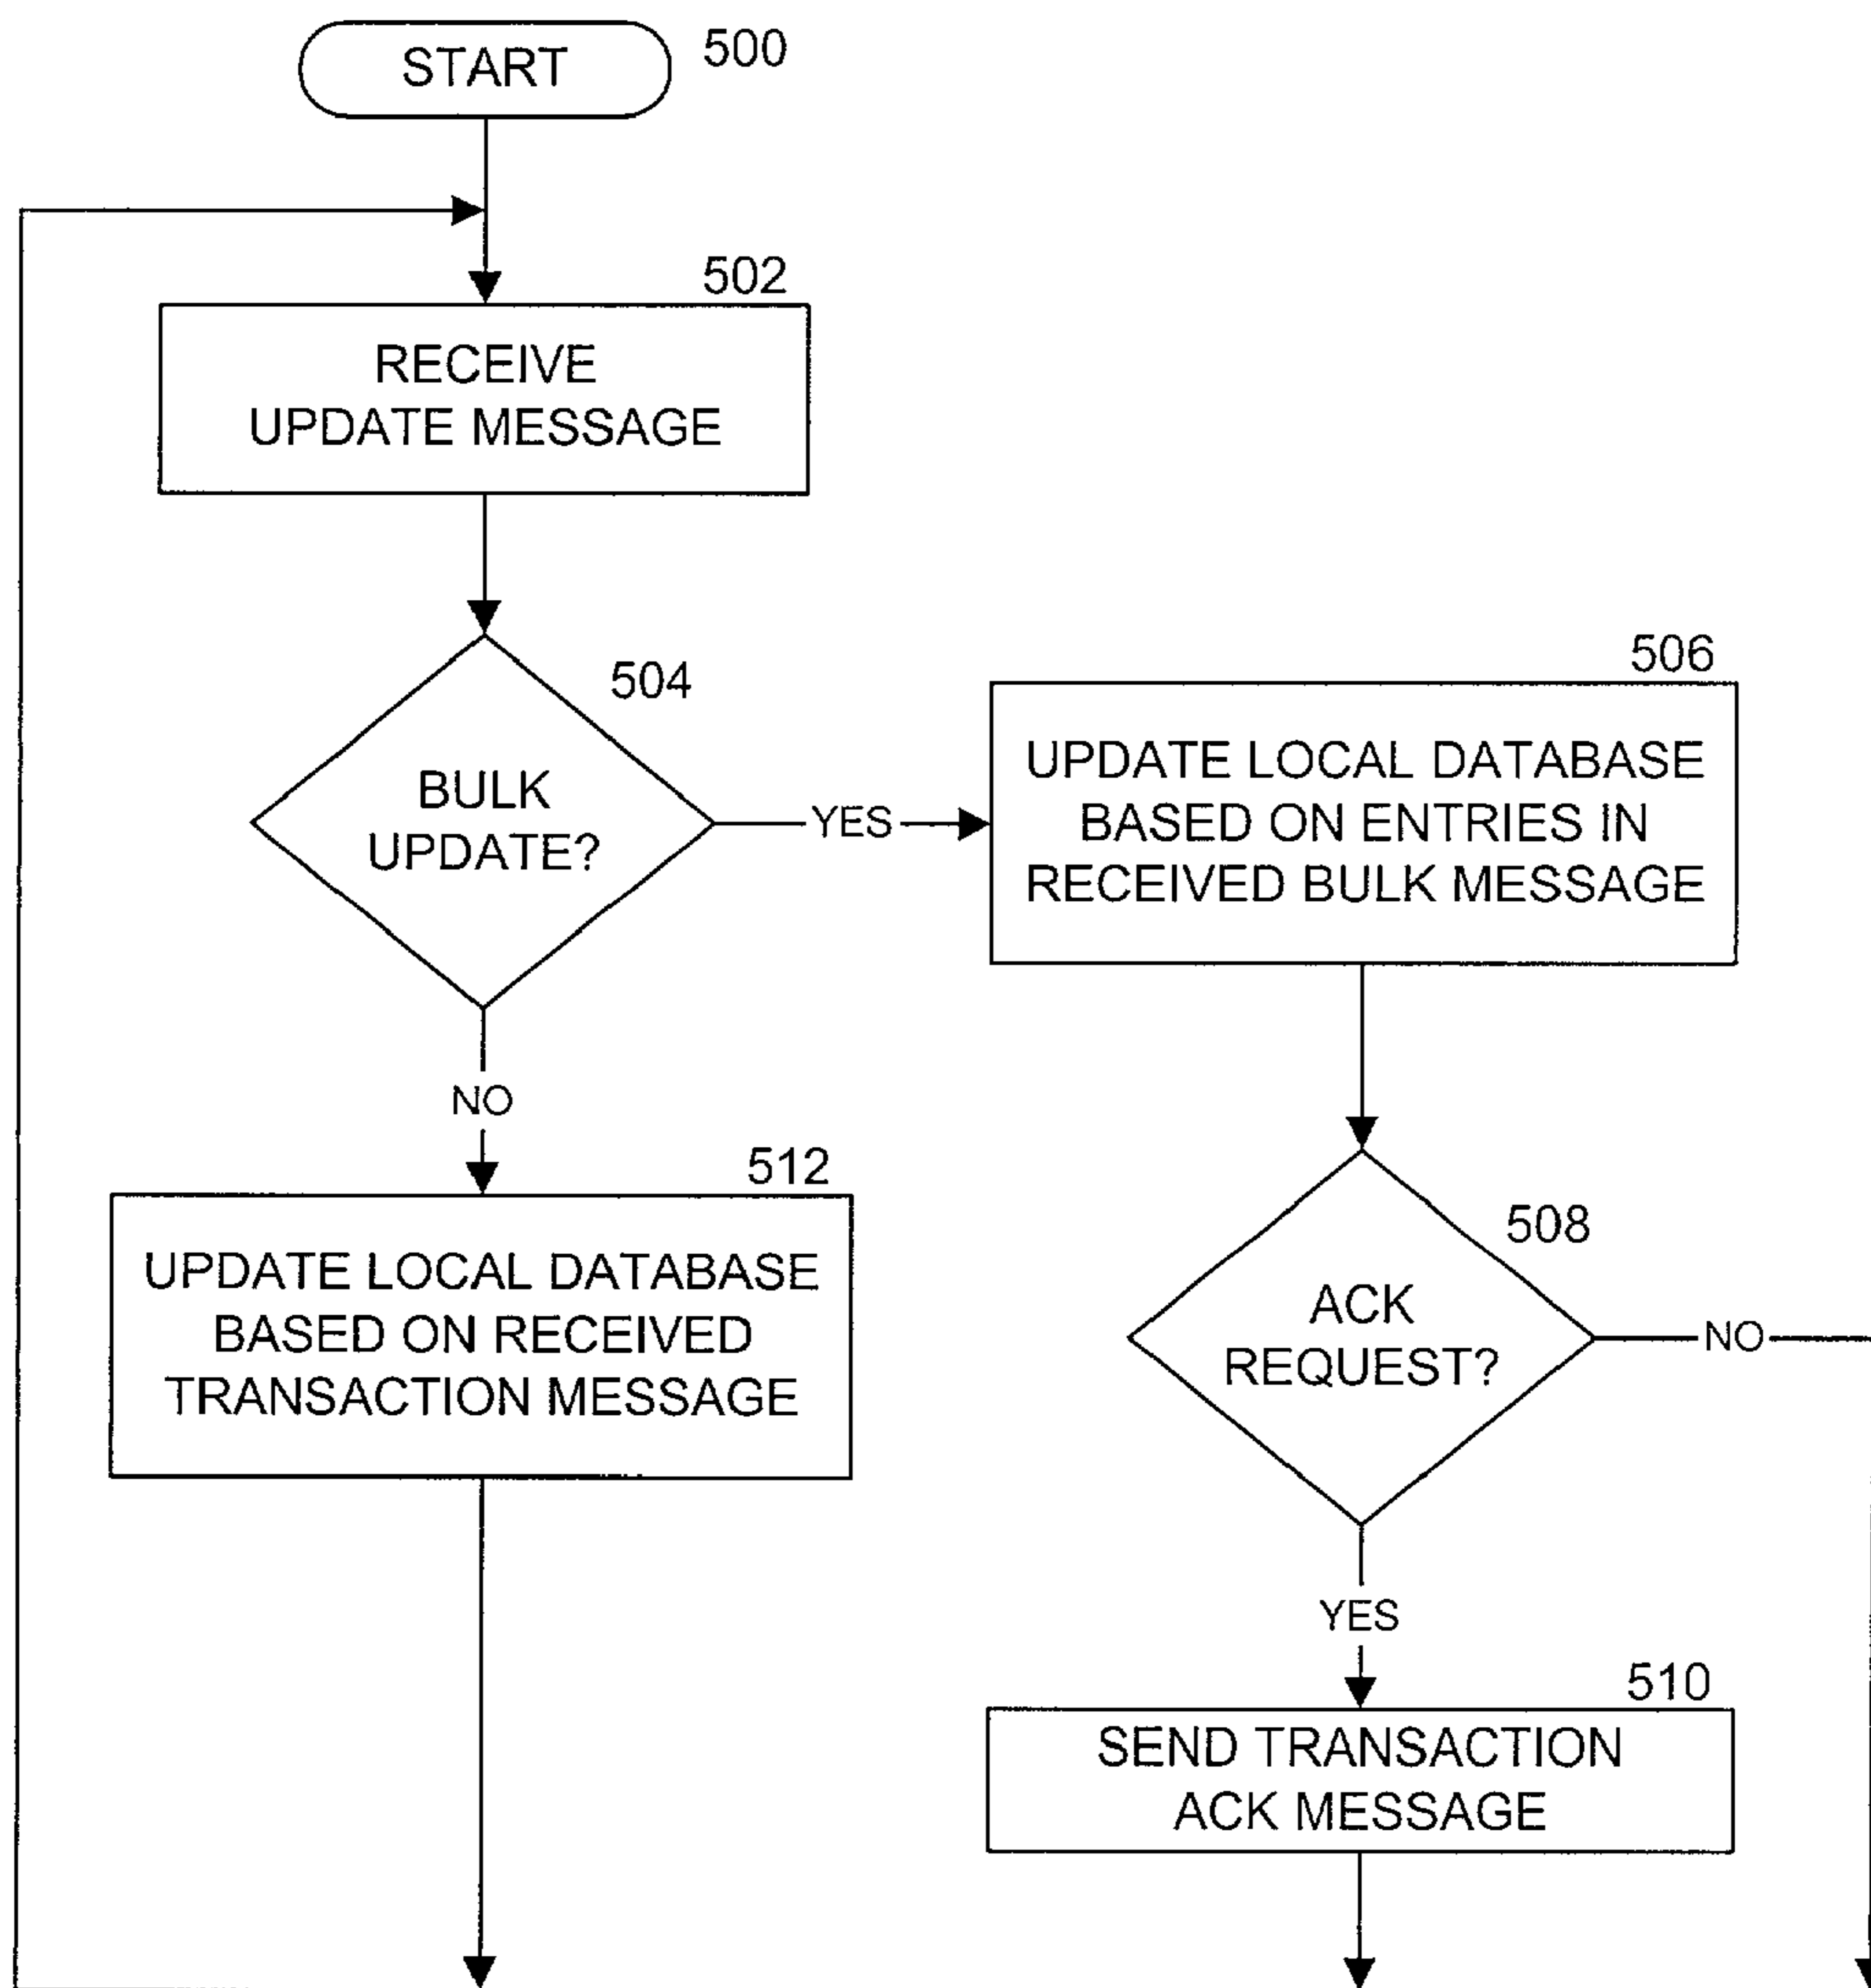 START
500
502
RECEIVE
UPDATE MESSAGE
504
BULK
UPDATE?
YES
506
UPDATE LOCAL DATABASE
BASED ON ENTRIES IN
RECEIVED BULK MESSAGE
NO
512
UPDATE LOCAL DATABASE
BASED ON RECEIVED
TRANSACTION MESSAGE
508
ACK
REQUEST?
NO
YES
510
SEND TRANSACTION
ACK MESSAGE